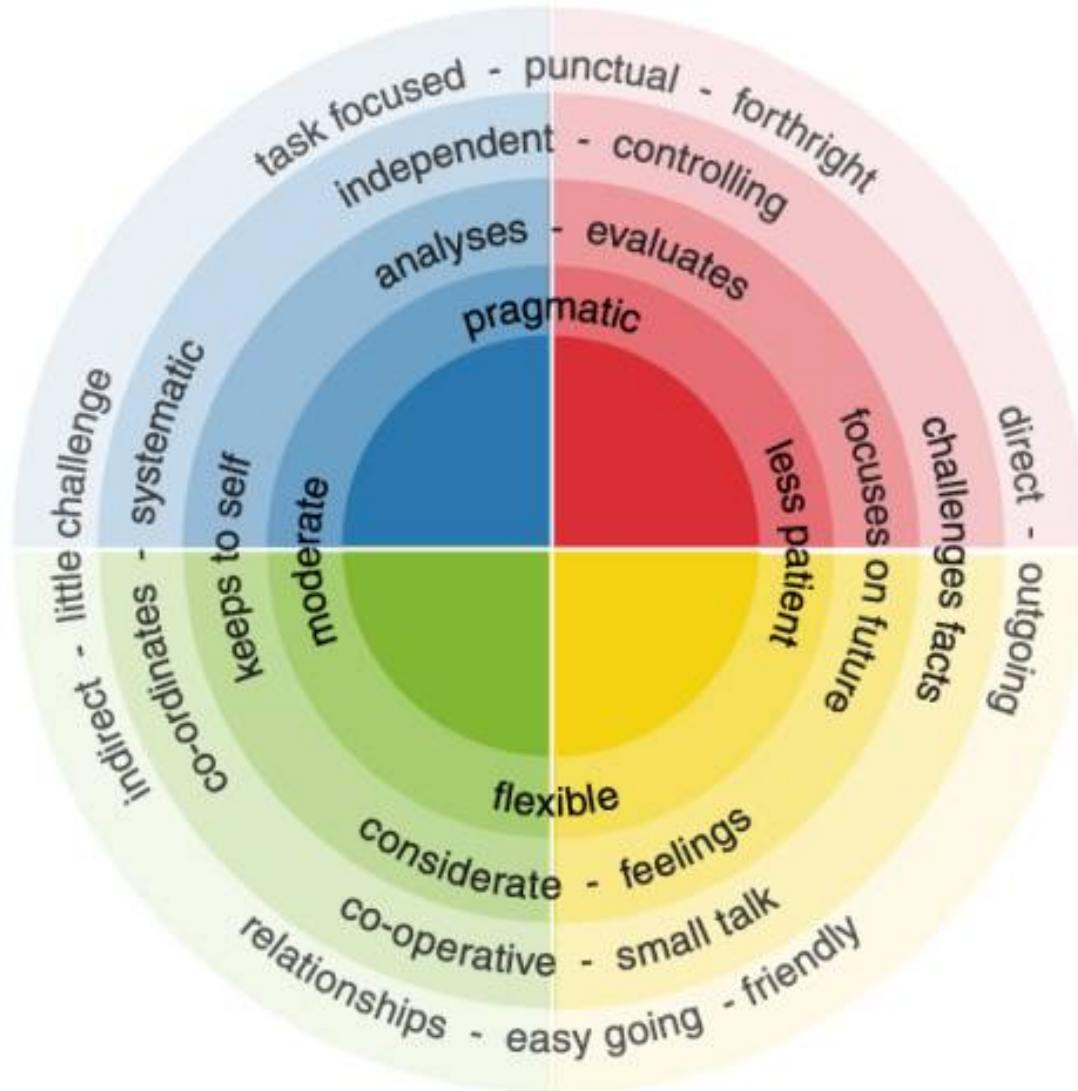 task focused - punctual - forthright
independent - controlling
analyses - evaluates
pragmatic
indirect - little challenge
co-ordinates - systematic
keeps to self
moderate
less patient
focuses on future
challenges facts
direct - outgoing
flexible
considerate - feelings
co-operative - small talk
relationships - easy going - friendly